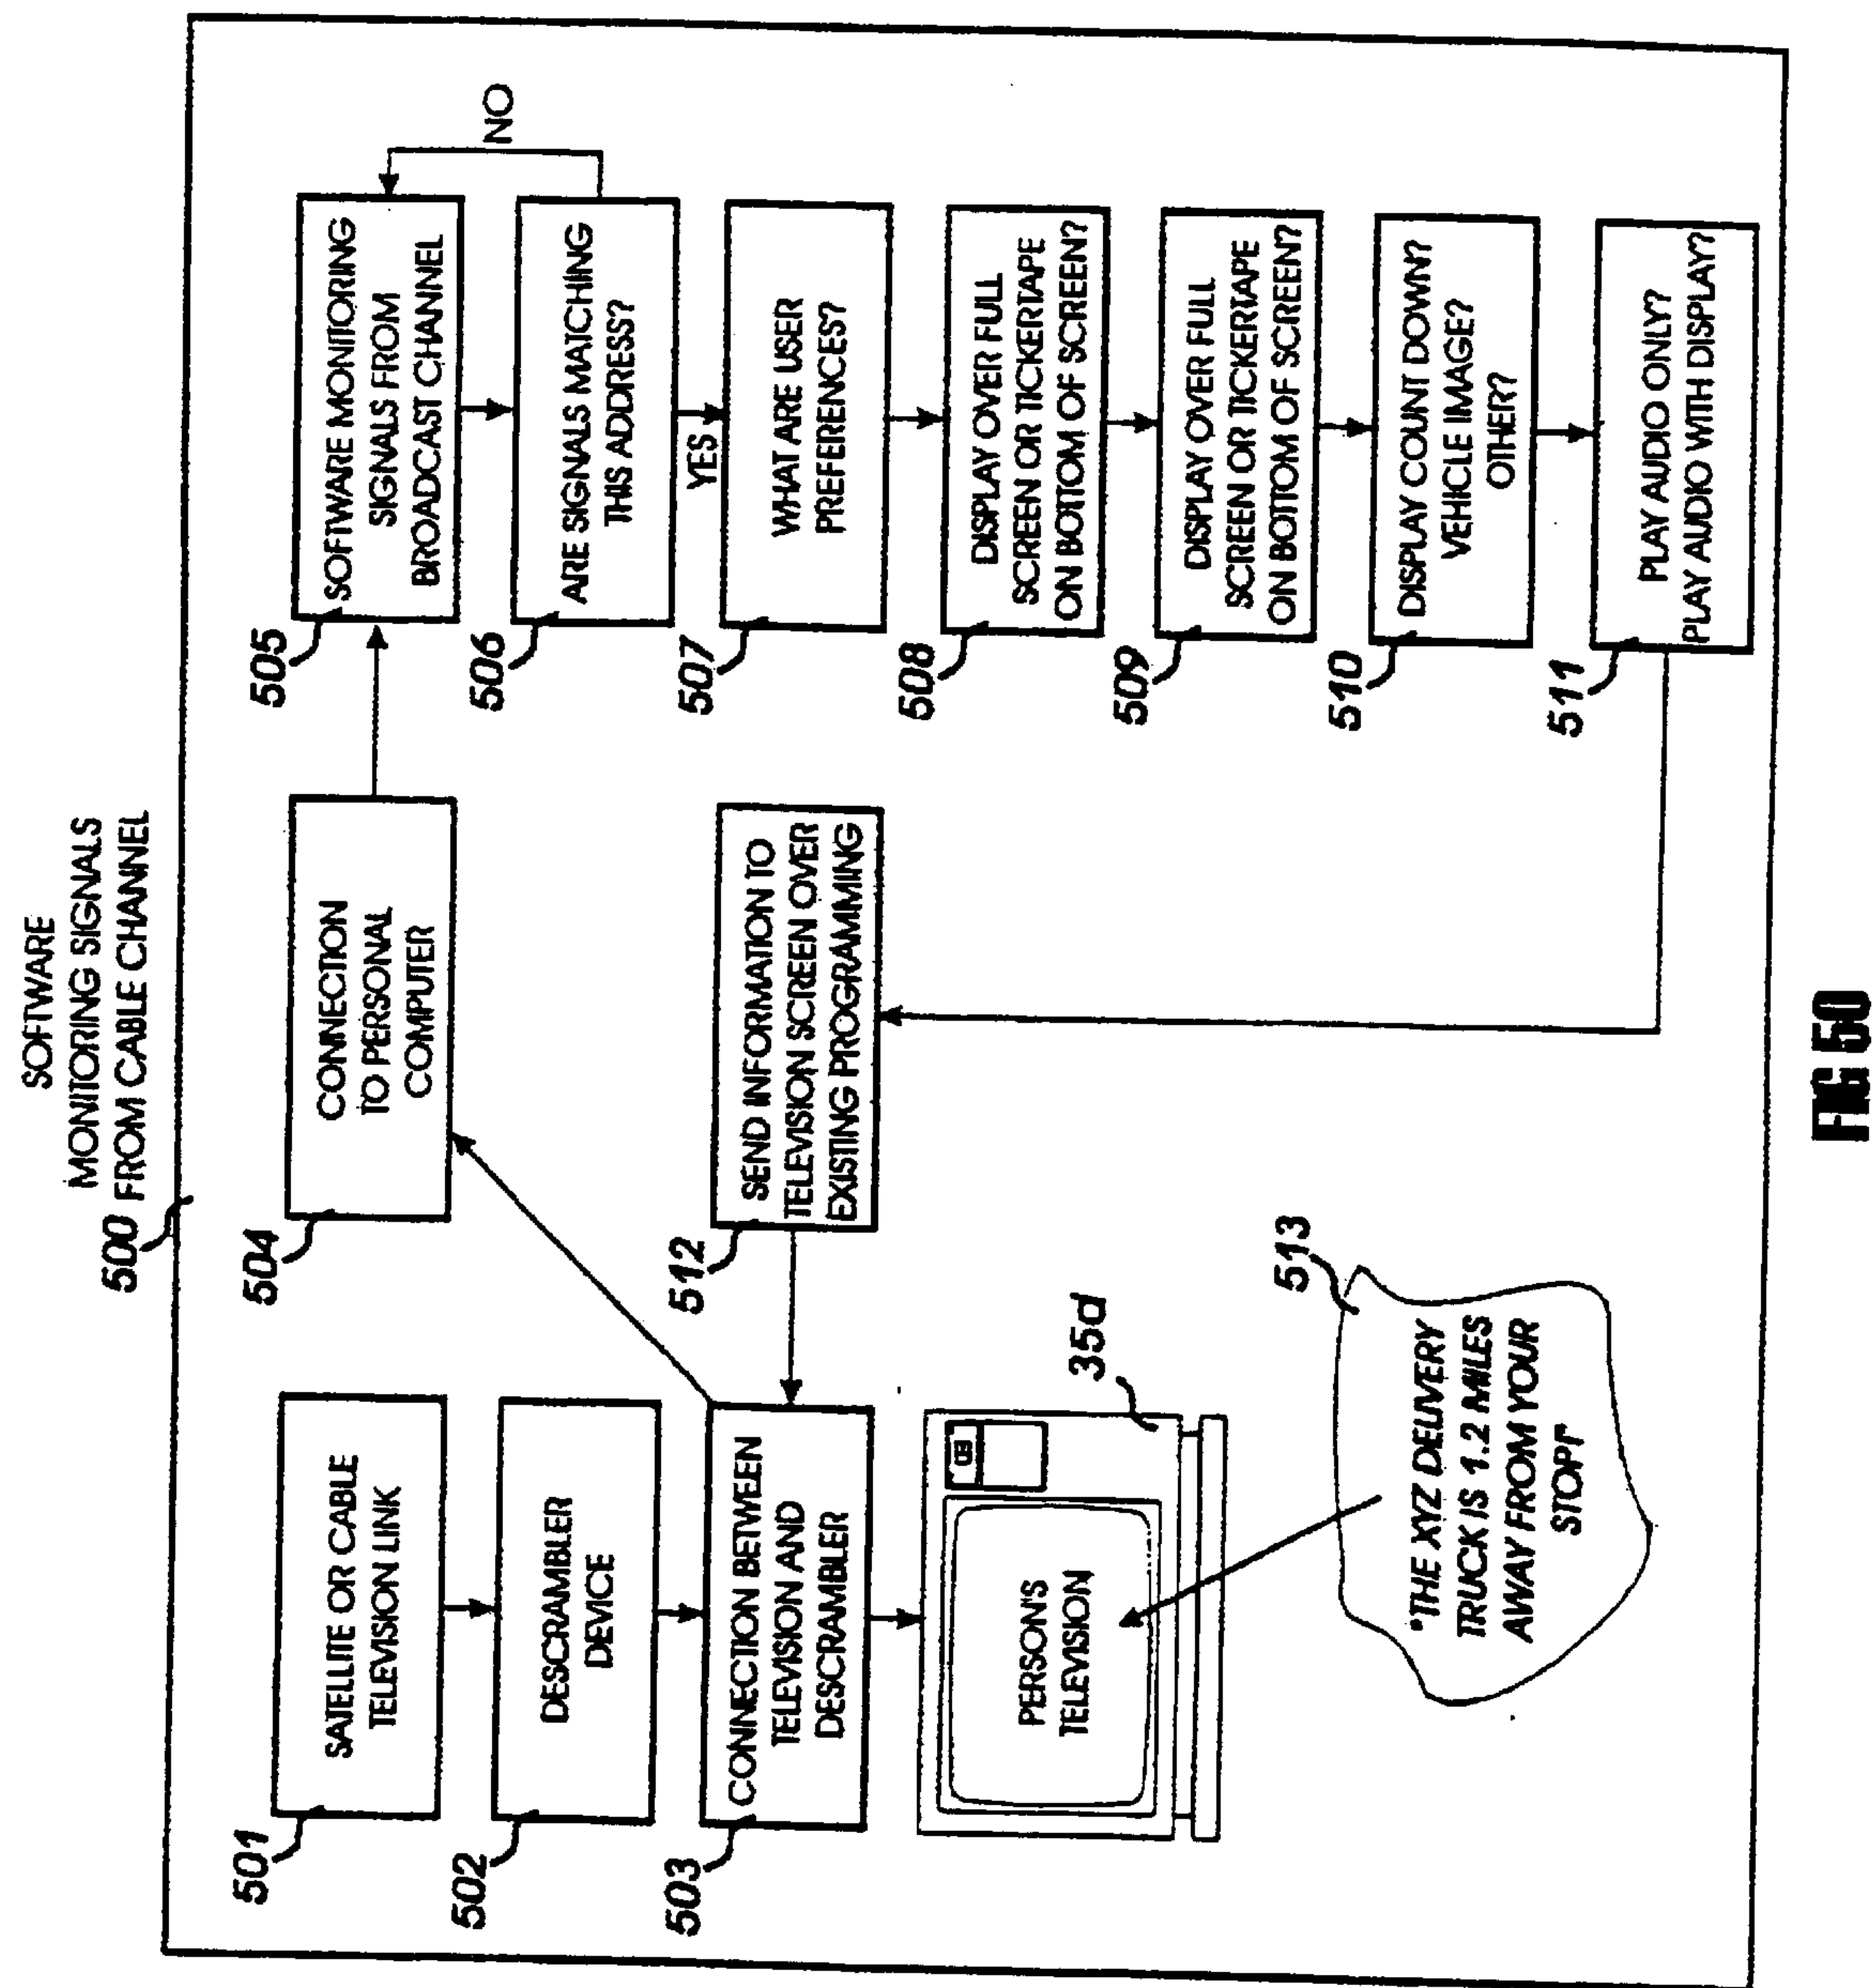 SOFTWARE
MONITORING SIGNALS
FROM CABLE CHANNEL
500
501
SATELLITE OR CABLE
TELEVISION LINK
502
DESCRAMBLER
DEVICE
503
CONNECTION BETWEEN
TELEVISION AND
DESCRAMBLER
PERSON'S
TELEVISION
35d
513
"THE XYZ DELIVERY
TRUCK IS 1.2 MILES
AWAY FROM YOUR
STOP"
504
CONNECTION
TO PERSONAL
COMPUTER
512
SEND INFORMATION TO
TELEVISION SCREEN OVER
EXISTING PROGRAMMING
505
SOFTWARE MONITORING
SIGNALS FROM
BROADCAST CHANNEL
NO
506
ARE SIGNALS MATCHING
THIS ADDRESS?
YES
507
WHAT ARE USER
PREFERENCES?
508
DISPLAY OVER FULL
SCREEN OR TICKERTAPE
ON BOTTOM OF SCREEN?
509
DISPLAY OVER FULL
SCREEN OR TICKERTAPE
ON BOTTOM OF SCREEN?
510
DISPLAY COUNT DOWN?
VEHICLE IMAGE?
OTHER?
511
PLAY AUDIO ONLY?
PLAY AUDIO WITH DISPLAY?
FIG 50